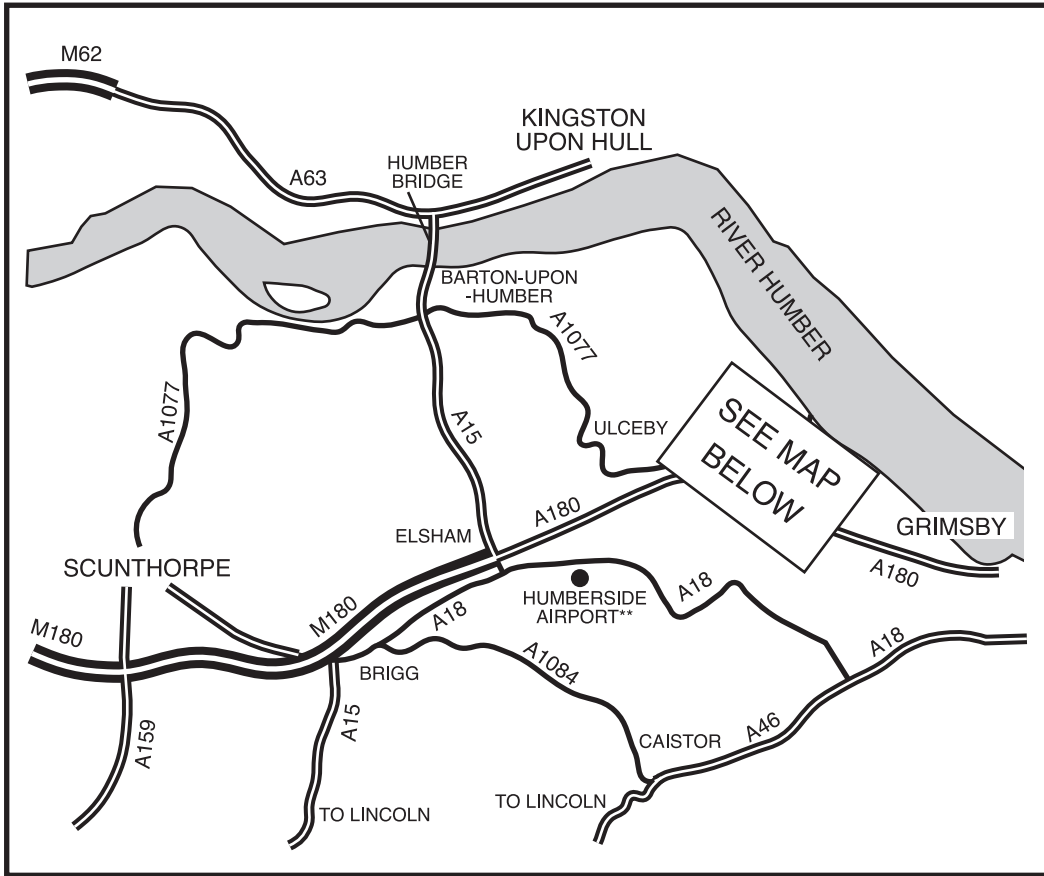 M62
KINGSTON
UPON HULL
HUMBER
BRIDGE
A63
RIVER HUMBER
BARTON-UPON
-HUMBER
A1077
A1077
A15
ULCEBY
SEE MAP
BELOW
A180
ELSHAM
GRIMSBY
SCUNTHORPE
A180
M180
A18
HUMBERSIDE
AIRPORT**
A18
M180
A18
BRIGG
A1084
A15
A159
CAISTOR
A46
TO LINCOLN
TO LINCOLN